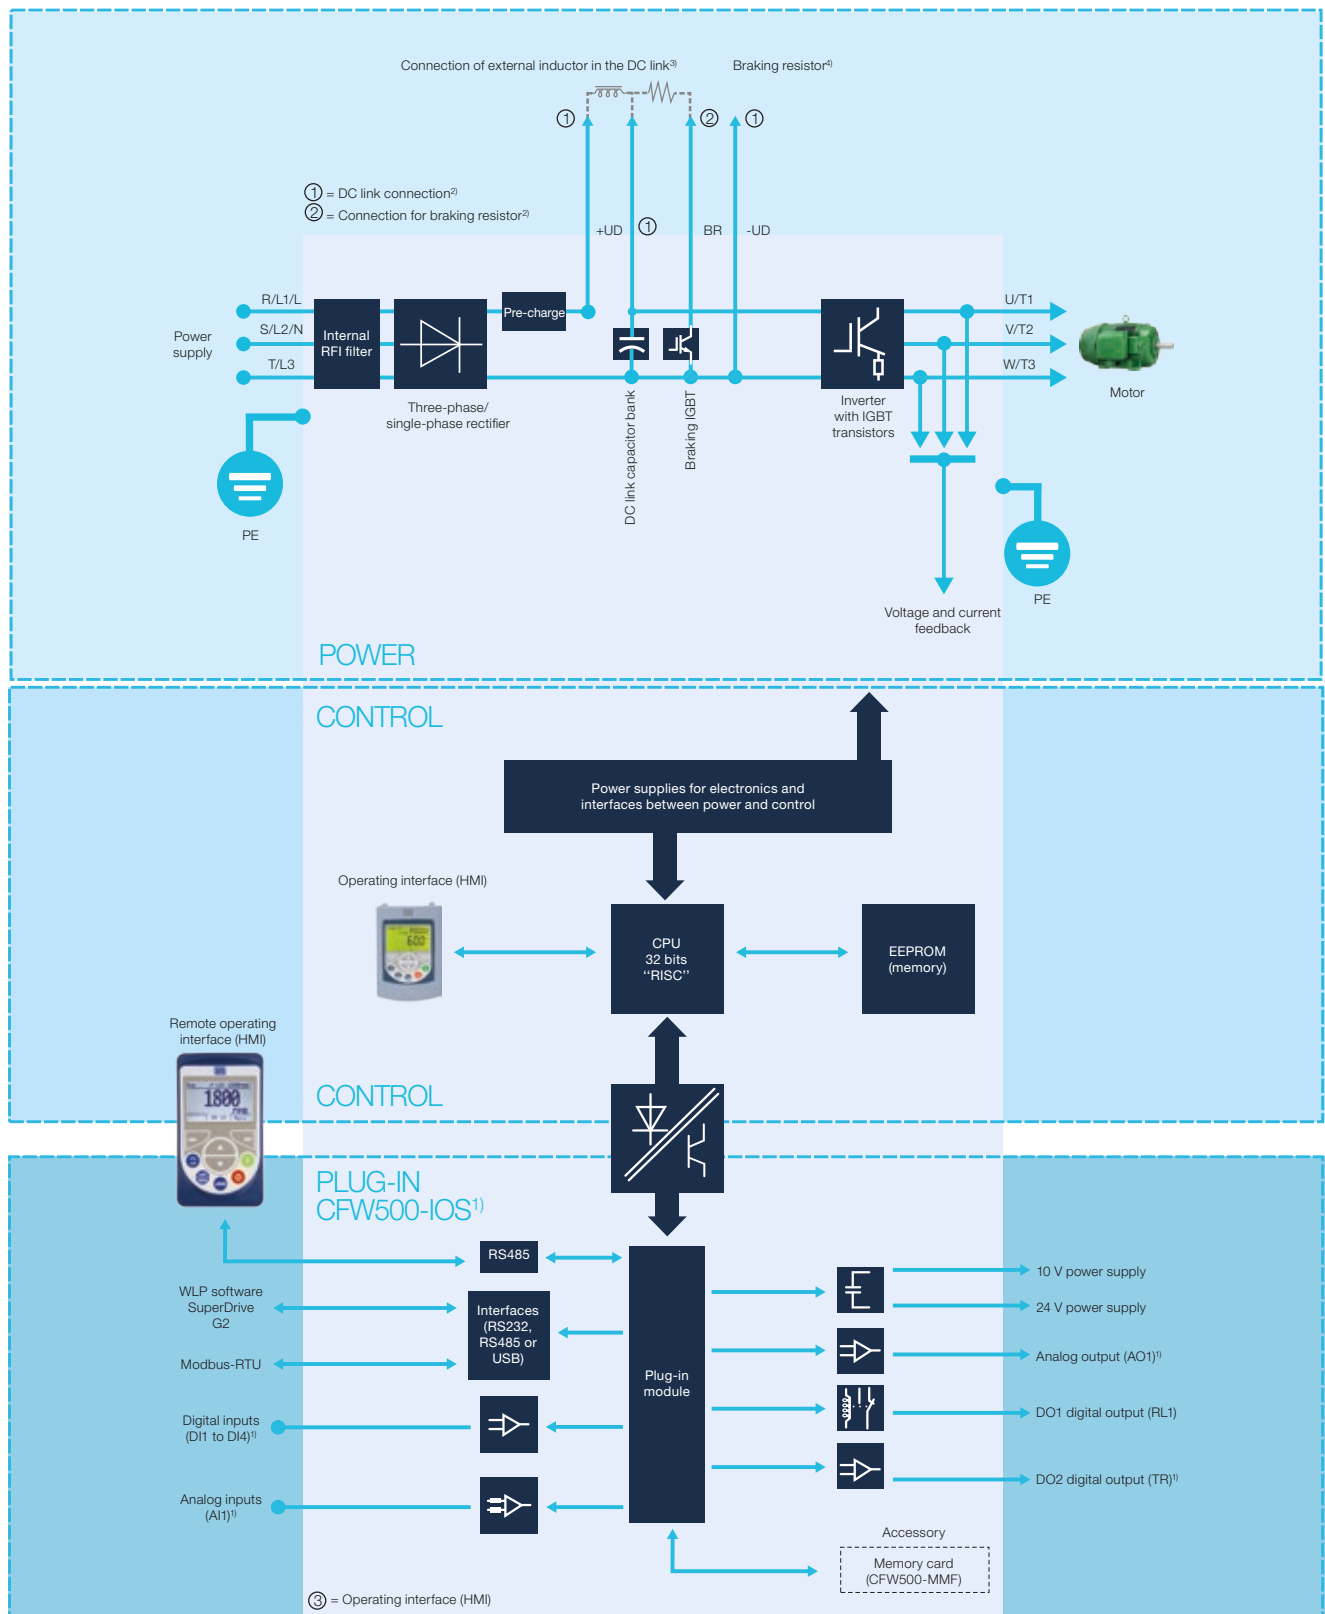 Connection of external inductor in the DC link³⁾
Braking resistor⁴⁾
1
2
1
1 = DC link connection²⁾
2 = Connection for braking resistor²⁾
+UD
1
BR
-UD
R/L1/L
S/L2/N
T/L3
Power
supply
Internal
RFI filter
Pre-charge
Three-phase/
single-phase rectifier
DC link capacitor bank
Braking IGBT
Inverter
with IGBT
transistors
U/T1
V/T2
W/T3
Motor
PE
PE
Voltage and current
feedback
POWER
CONTROL
Power supplies for electronics and
interfaces between power and control
Operating interface (HMI)
600
CPU
32 bits
‘‘RISC’’
EEPROM
(memory)
Remote operating
interface (HMI)
1800
CONTROL
PLUG-IN
CFW500-IOS¹⁾
RS485
WLP software
SuperDrive
G2
Interfaces
(RS232,
RS485 or
USB)
Modbus-RTU
Digital inputs
(DI1 to DI4)¹⁾
Analog inputs
(AI1)¹⁾
Plug-in
module
10 V power supply
24 V power supply
Analog output (AO1)¹⁾
DO1 digital output (RL1)
DO2 digital output (TR)¹⁾
Accessory
Memory card
(CFW500-MMF)
3 = Operating interface (HMI)